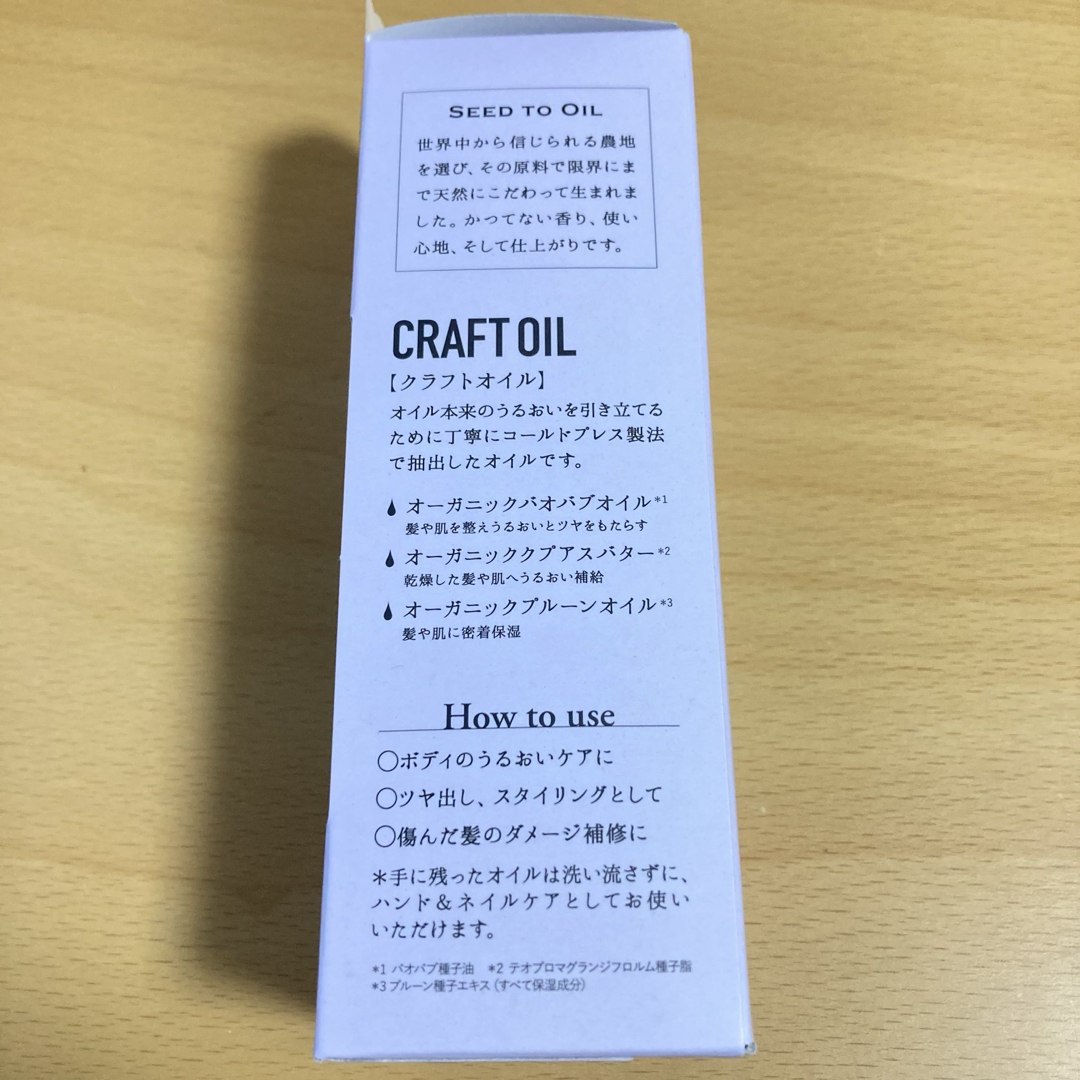 SEED TO OIL
世界中から信じられる農地
を選び、その原料で限界にま
で天然にこだわって生まれま
した。かつてない香り、使い
心地、そして仕上がりです。
CRAFT OIL
【クラフトオイル】
オイル本来のうるおいを引き立てる
ために丁寧にコールドプレス製法
で抽出したオイルです。
オーガニックバオバブオイル*1
髪や肌を整えうるおいとツヤをもたらす
オーガニッククプアスバター*2
乾燥した髪や肌へうるおい補給
オーガニックプルーンオイル*3
髪や肌に密着保湿
How to use
○ボディのうるおいケアに
○ツヤ出し、スタイリングとして
○傷んだ髪のダメージ補修に
*手に残ったオイルは洗い流さずに、
ハンド&ネイルケアとしてお使い
いただけます。
*1 バオバブ種子油 *2 テオブロマグランジフロルム種子脂
*3 プルーン種子エキス (すべて保湿成分)